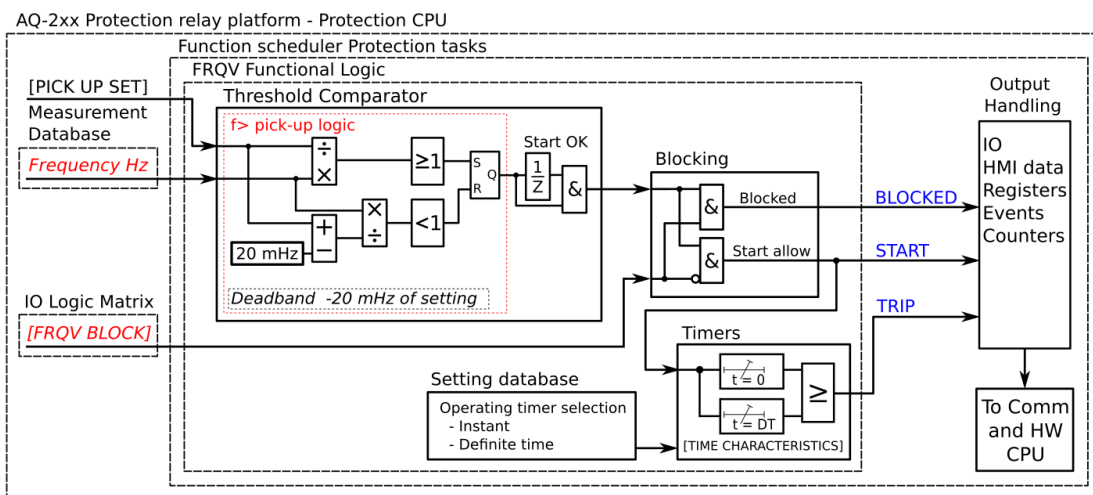 AQ-2xx Protection relay platform - Protection CPU
Function scheduler Protection tasks
FRQV Functional Logic
[PICK UP SET]
Threshold Comparator
Measurement
Database
Frequency Hz
f> pick-up logic
÷
×
≥1
S
R
Q
Start OK
1
Z
&
+
−
20 mHz
×
÷
<1
Deadband -20 mHz of setting
Blocking
&
Blocked
&
Start allow
BLOCKED
START
TRIP
Output
Handling
IO
HMI data
Registers
Events
Counters
IO Logic Matrix
[FRQV BLOCK]
Setting database
Operating timer selection
- Instant
- Definite time
Timers
t = 0
t = DT
≥
[TIME CHARACTERISTICS]
To Comm
and HW
CPU